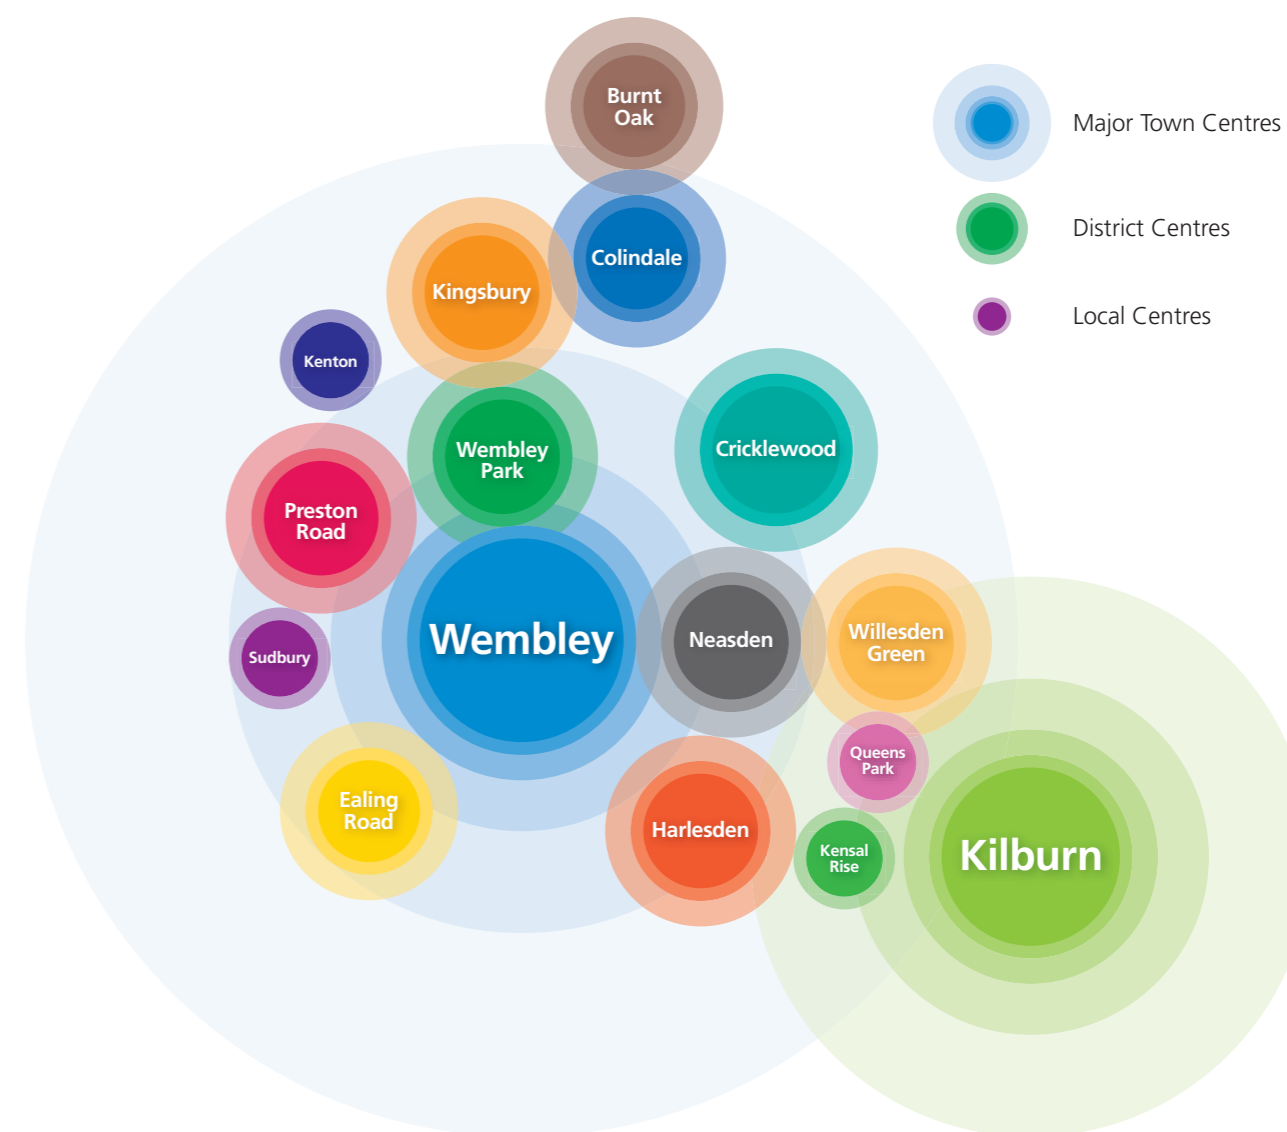 Burnt
Oak
Major Town Centres
District Centres
Local Centres
Colindale
Kingsbury
Kenton
Wembley
Park
Cricklewood
Preston
Road
Wembley
Neasden
Willesden
Green
Sudbury
Queens
Park
Ealing
Road
Harlesden
Kensal
Rise
Kilburn